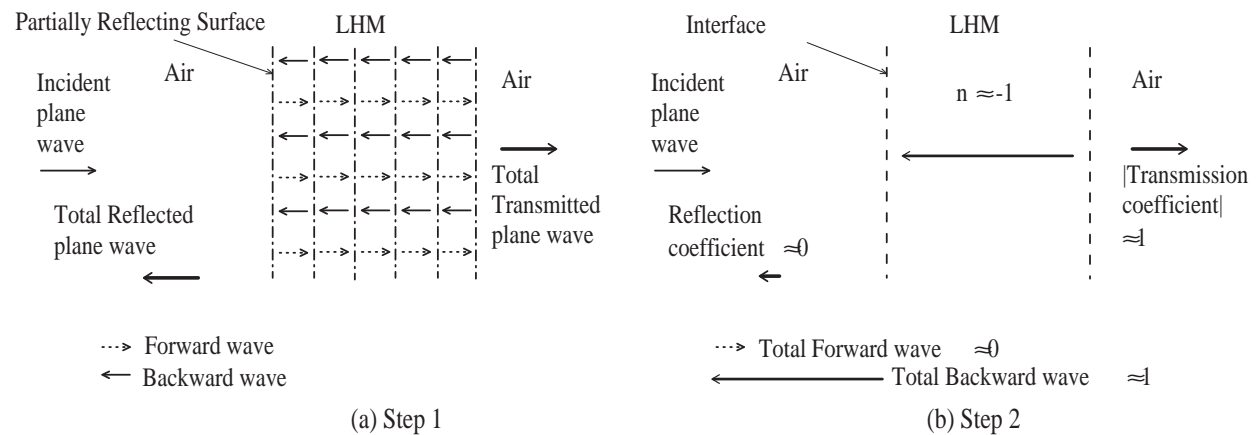 Partially Reflecting Surface
LHM
Air
Incident
plane
wave
Air
Total Reflected
plane wave
Total
Transmitted
plane wave
Forward wave
Backward wave
(a) Step 1
Interface
LHM
Air
n ≈-1
Air
Incident
plane
wave
Reflection
coefficient ≈0
|Transmission
coefficient|
≈1
Total Forward wave ≈0
Total Backward wave ≈1
(b) Step 2